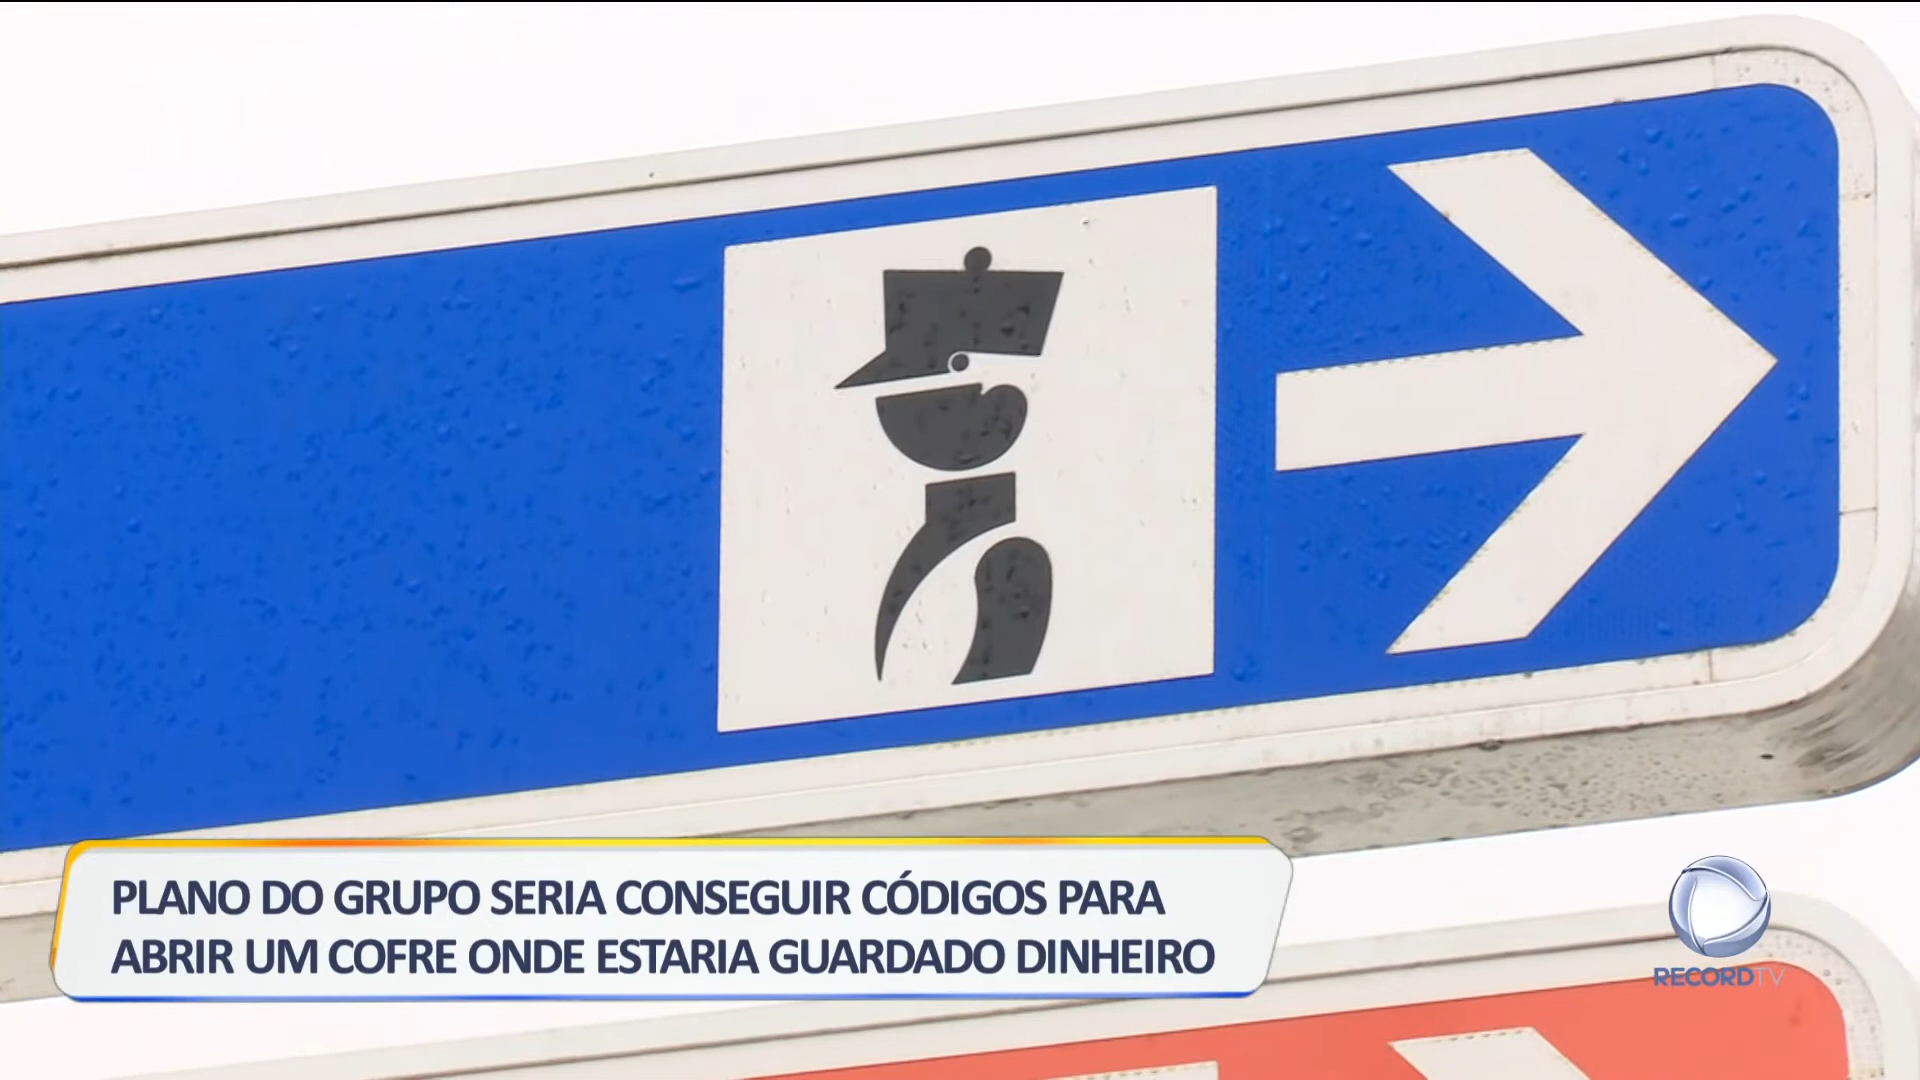 PLANO DO GRUPO SERIA CONSEGUIR CÓDIGOS PARA
ABRIR UM COFRE ONDE ESTARIA GUARDADO DINHEIRO
RECORDTV